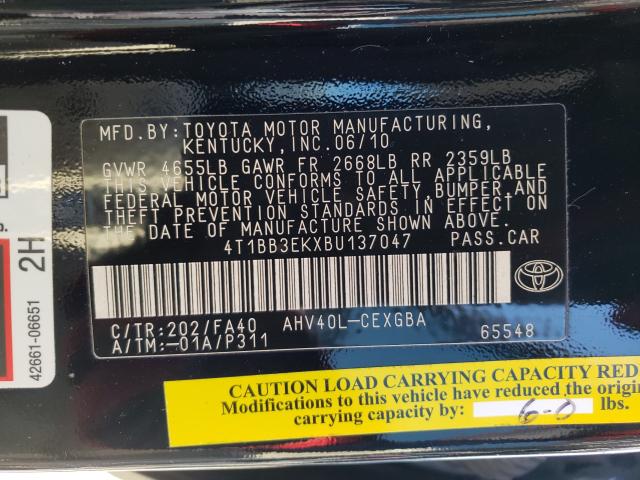 MFD.BY: TOYOTA MOTOR MANUFACTURING,
KENTUCKY, INC. 06/10
GVWR 4655LB GAWR FR 2668LB RR 2359LB
THIS VEHICLE CONFORMS TO ALL APPLICABLE
FEDERAL MOTOR VEHICLE SAFETY, BUMPER AND
THEFT PREVENTION STANDARDS IN EFFECT ON
THE DATE OF MANUFACTURE SHOWN ABOVE.
4T1BB3EKXBU137047 PASS.CAR
C/TR:202/FA40 AHV40L-CEXGBA 65548
A/TM:-01A/P311
2H
42661-06651
CAUTION LOAD CARRYING CAPACITY RED
Modifications to this vehicle have reduced the origin
carrying capacity by: 6-0 lbs.